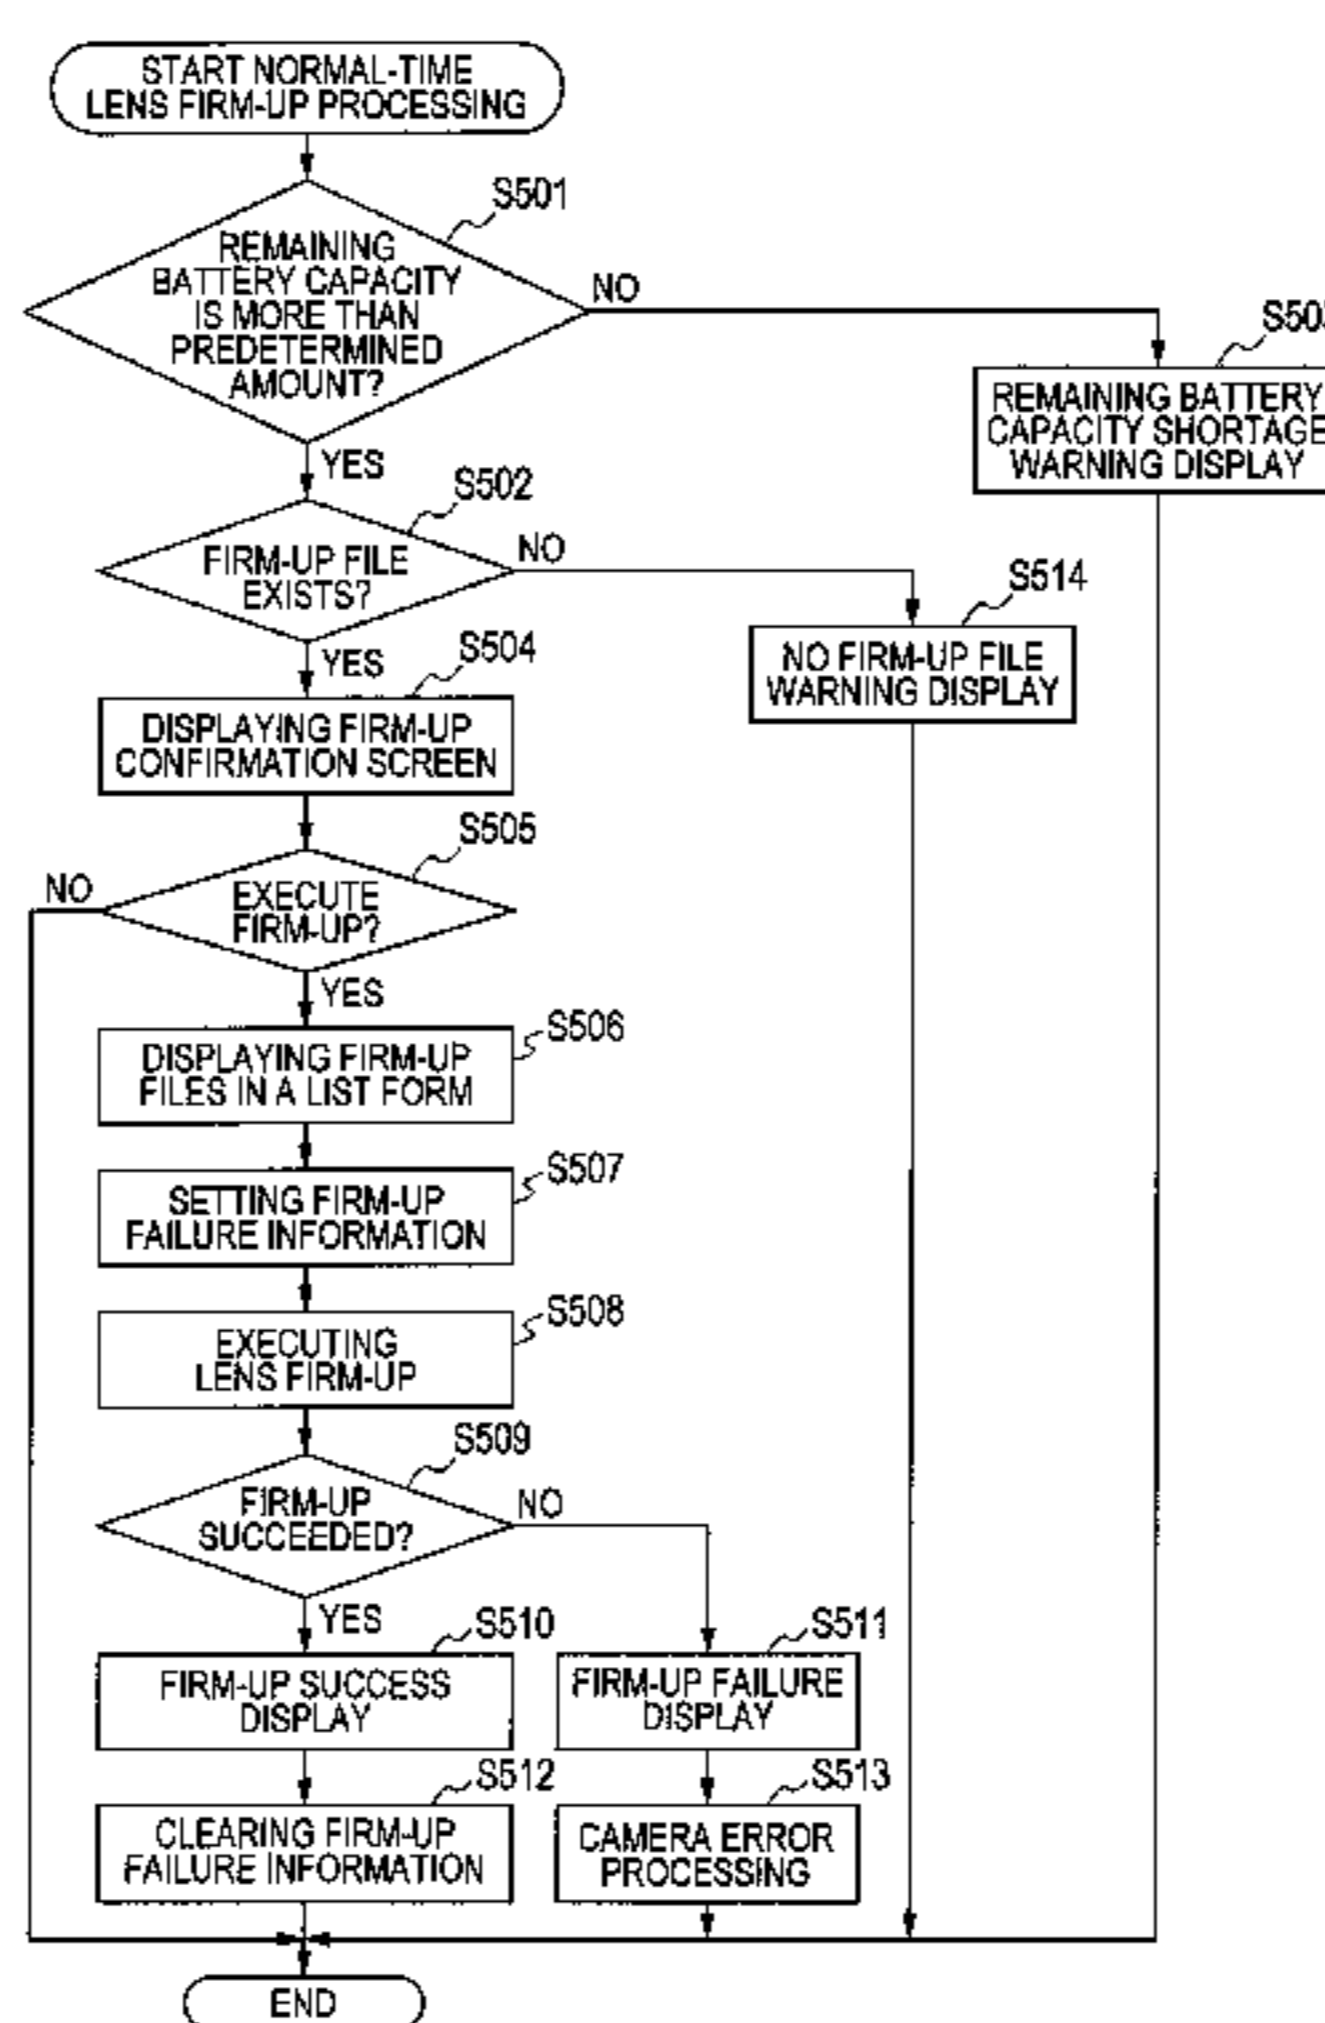 START NORMAL-TIME
LENS FIRM-UP PROCESSING
S501
REMAINING
BATTERY CAPACITY
IS MORE THAN
PREDETERMINED
AMOUNT?
NO
S503
REMAINING BATTERY
CAPACITY SHORTAGE
WARNING DISPLAY
YES
S502
FIRM-UP FILE
EXISTS?
NO
S514
NO FIRM-UP FILE
WARNING DISPLAY
YES
S504
DISPLAYING FIRM-UP
CONFIRMATION SCREEN
S505
NO
EXECUTE
FIRM-UP?
YES
S506
DISPLAYING FIRM-UP
FILES IN A LIST FORM
S507
SETTING FIRM-UP
FAILURE INFORMATION
S508
EXECUTING
LENS FIRM-UP
S509
FIRM-UP
SUCCEEDED?
NO
YES
S510
FIRM-UP SUCCESS
DISPLAY
S511
FIRM-UP FAILURE
DISPLAY
S512
CLEARING FIRM-UP
FAILURE INFORMATION
S513
CAMERA ERROR
PROCESSING
END